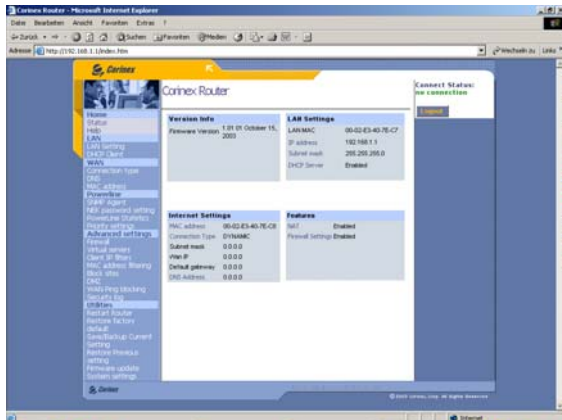 Corinex Router - Microsoft Internet Explorer
Datei Bearbeiten Ansicht Favoriten Extras ?
Zurück Suchen Favoriten Medien
Adresse http://192.168.1.1/index.htm Wechseln zu Links
Corinex
Corinex Router
Connect Status:
no connection
Logout
Home
Status
Help
LAN
LAN Setting
DHCP Client
WAN
Connection type
DNS
MAC address
Powerline
SNMP Agent
NEK password setting
PowerLine Statistics
Priority settings
Advanced settings
Firewall
Virtual servers
Client IP filters
MAC address filtering
Block sites
DMZ
WAN Ping blocking
Security log
Utilities
Restart Router
Restore factory
default
Save/Backup Current
Setting
Restore Previous
setting
Firmware update
System settings
Version Info
Firmware Version 1.01 01 October 15,
2003
LAN Settings
LAN MAC 00-02-E3-40-7E-C7
IP address 192.168.1.1
Subnet mask 255.255.255.0
DHCP Server Enabled
Internet Settings
MAC address 00-02-E3-40-7E-C8
Connection Type DYNAMIC
Subnet mask 0.0.0.0
Wan IP 0.0.0.0
Default gateway 0.0.0.0
DNS Address 0.0.0.0
Features
NAT Enabled
Firewall Settings Enabled
Corinex
Corinex Corp. All Rights Reserved
Internet